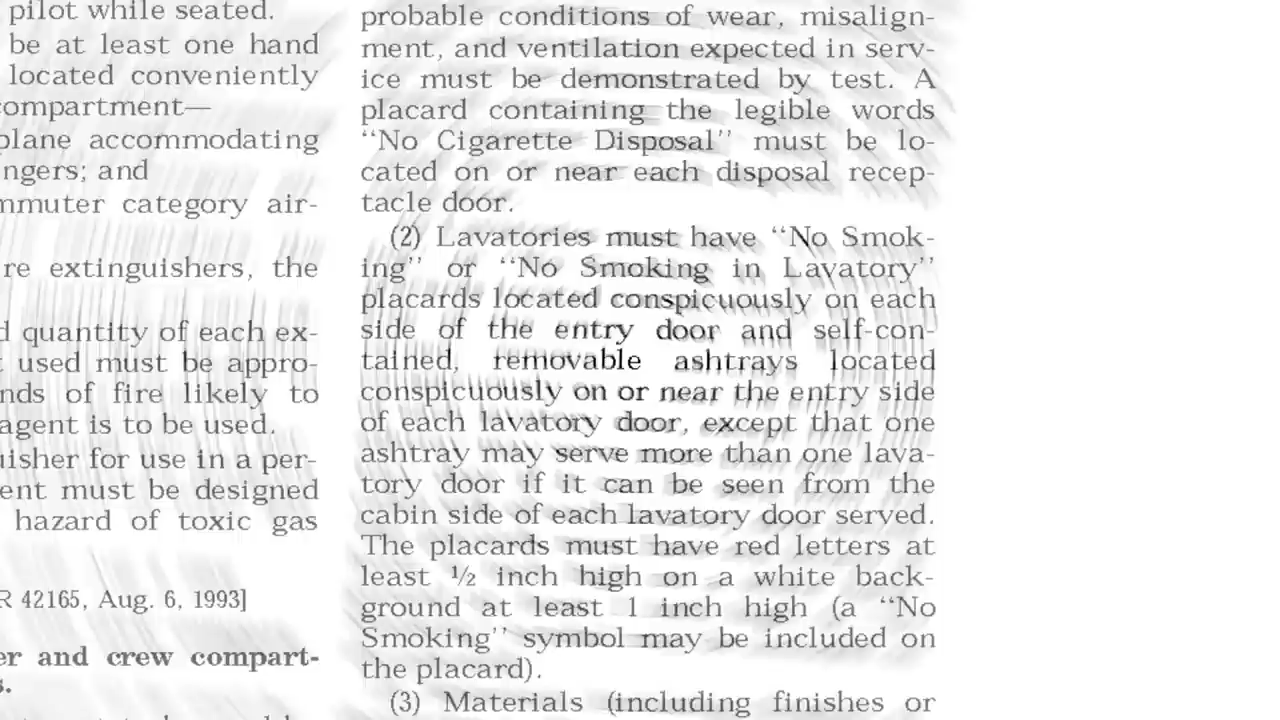 pilot while seated.
be at least one hand
located conveniently
compartment—
plane accommodating
ngers; and
mmuter category air-
re extinguishers, the
d quantity of each ex-
t used must be appro-
nds of fire likely to
agent is to be used.
uisher for use in a per-
ent must be designed
hazard of toxic gas
R 42165, Aug. 6, 1993]
er and crew compart-
s.
probable conditions of wear, misalign-
ment, and ventilation expected in serv-
ice must be demonstrated by test. A
placard containing the legible words
“No Cigarette Disposal” must be lo-
cated on or near each disposal recep-
tacle door.
(2) Lavatories must have “No Smok-
ing” or “No Smoking in Lavatory”
placards located conspicuously on each
side of the entry door and self-con-
tained, removable ashtrays located
conspicuously on or near the entry side
of each lavatory door, except that one
ashtray may serve more than one lava-
tory door if it can be seen from the
cabin side of each lavatory door served.
The placards must have red letters at
least ½ inch high on a white back-
ground at least 1 inch high (a “No
Smoking” symbol may be included on
the placard).
(3) Materials (including finishes or